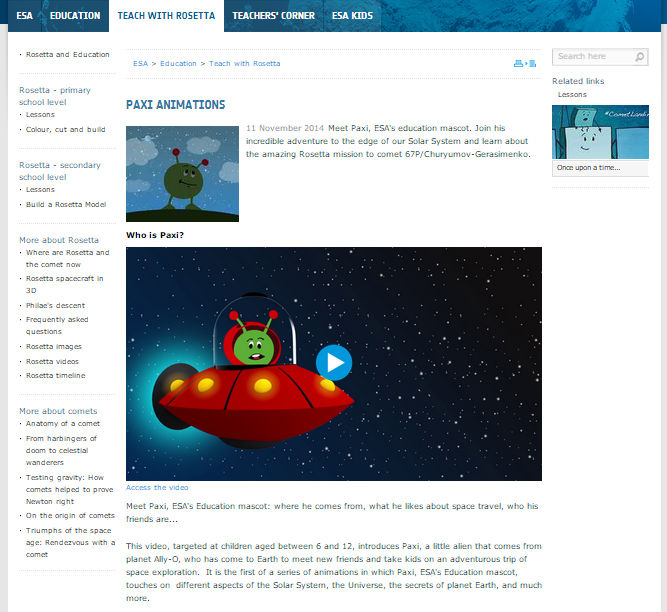 ESA
EDUCATION
TEACH WITH ROSETTA
TEACHERS' CORNER
ESA KIDS
· Rosetta and Education
Rosetta - primary
school level
· Lessons
· Colour, cut and build
Rosetta - secondary
school level
· Lessons
· Build a Rosetta Model
More about Rosetta
· Where are Rosetta and
the comet now
· Rosetta spacecraft in
3D
· Philae's descent
· Frequently asked
questions
· Rosetta images
· Rosetta videos
· Rosetta timeline
More about comets
· Anatomy of a comet
· From harbingers of
doom to celestial
wanderers
· Testing gravity: How
comets helped to prove
Newton right
· On the origin of comets
· Triumphs of the space
age: Rendezvous with a
comet
ESA > Education > Teach with Rosetta
PAXI ANIMATIONS
11 November 2014 Meet Paxi, ESA's education mascot. Join his
incredible adventure to the edge of our Solar System and learn about
the amazing Rosetta mission to comet 67P/Churyumov-Gerasimenko.
Who is Paxi?
Access the video
Meet Paxi, ESA's Education mascot: where he comes from, what he likes about space travel, who his
friends are...
This video, targeted at children aged between 6 and 12, introduces Paxi, a little alien that comes from
planet Ally-O, who has come to Earth to meet new friends and take kids on an adventurous trip of
space exploration. It is the first of a series of animations in which Paxi, ESA's Education mascot,
touches on different aspects of the Solar System, the Universe, the secrets of planet Earth, and much
more.
Search here
Related links
Lessons
Once upon a time...